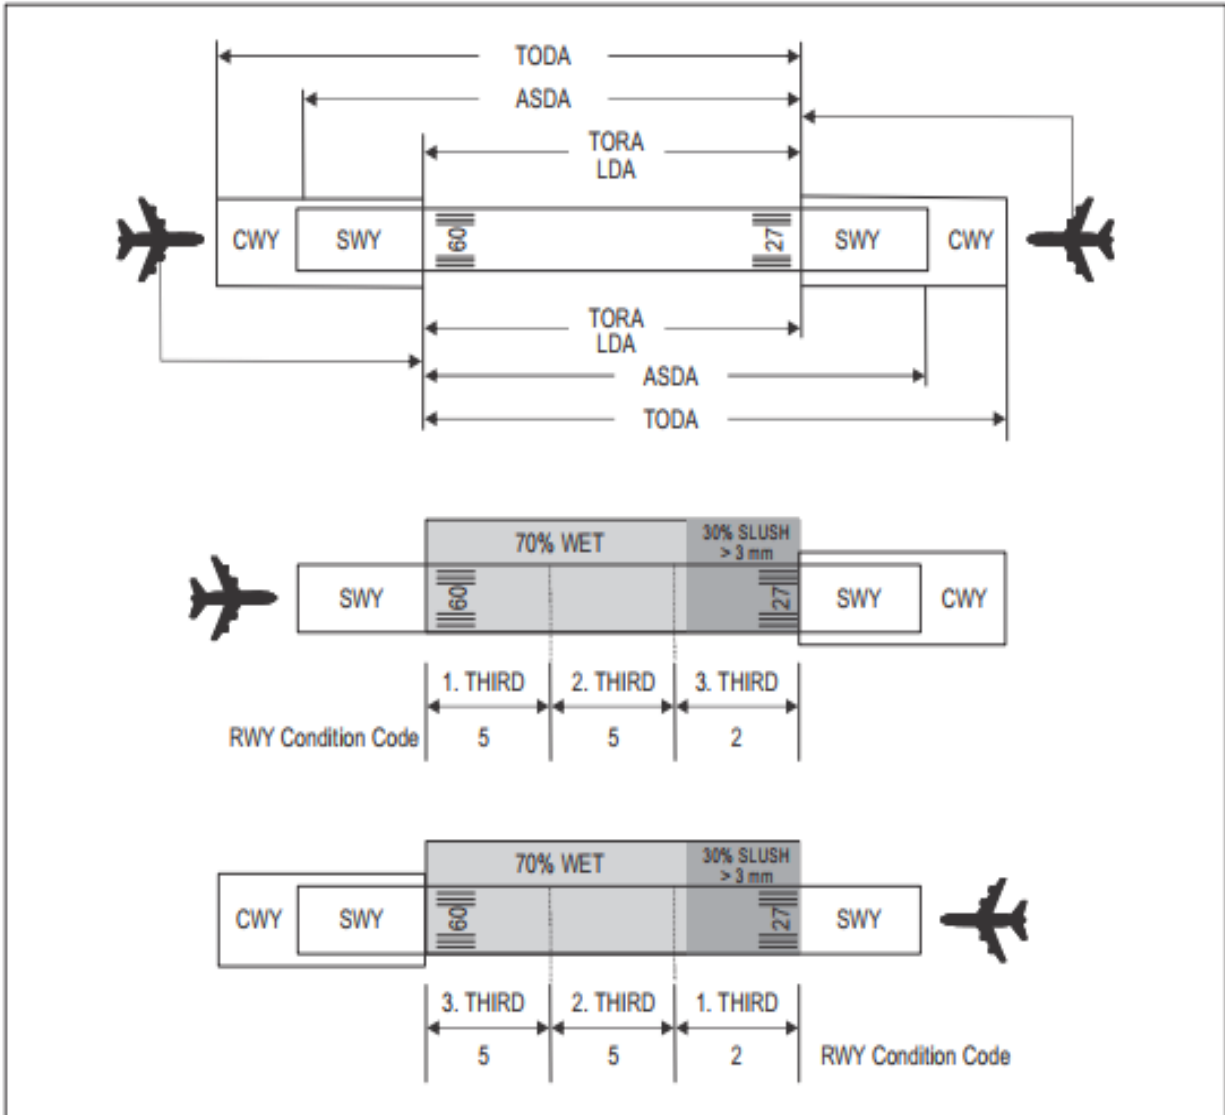 TODA
ASDA
TORA
LDA
CWY SWY 09 27 SWY CWY
TORA
LDA
ASDA
TODA
70% WET 30% SLUSH
> 3 mm
SWY 09 27 SWY CWY
1. THIRD 2. THIRD 3. THIRD
RWY Condition Code 5 5 2
70% WET 30% SLUSH
> 3 mm
CWY SWY 09 27 SWY
3. THIRD 2. THIRD 1. THIRD
5 5 2 RWY Condition Code